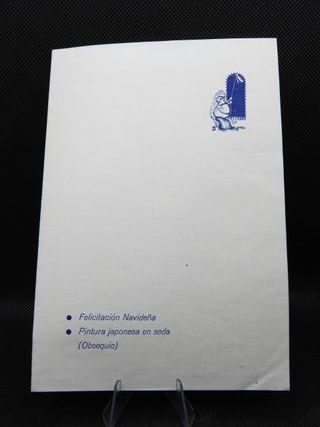 ● Felicitación Navideña
● Pintura japonesa en seda
(Obsequio)